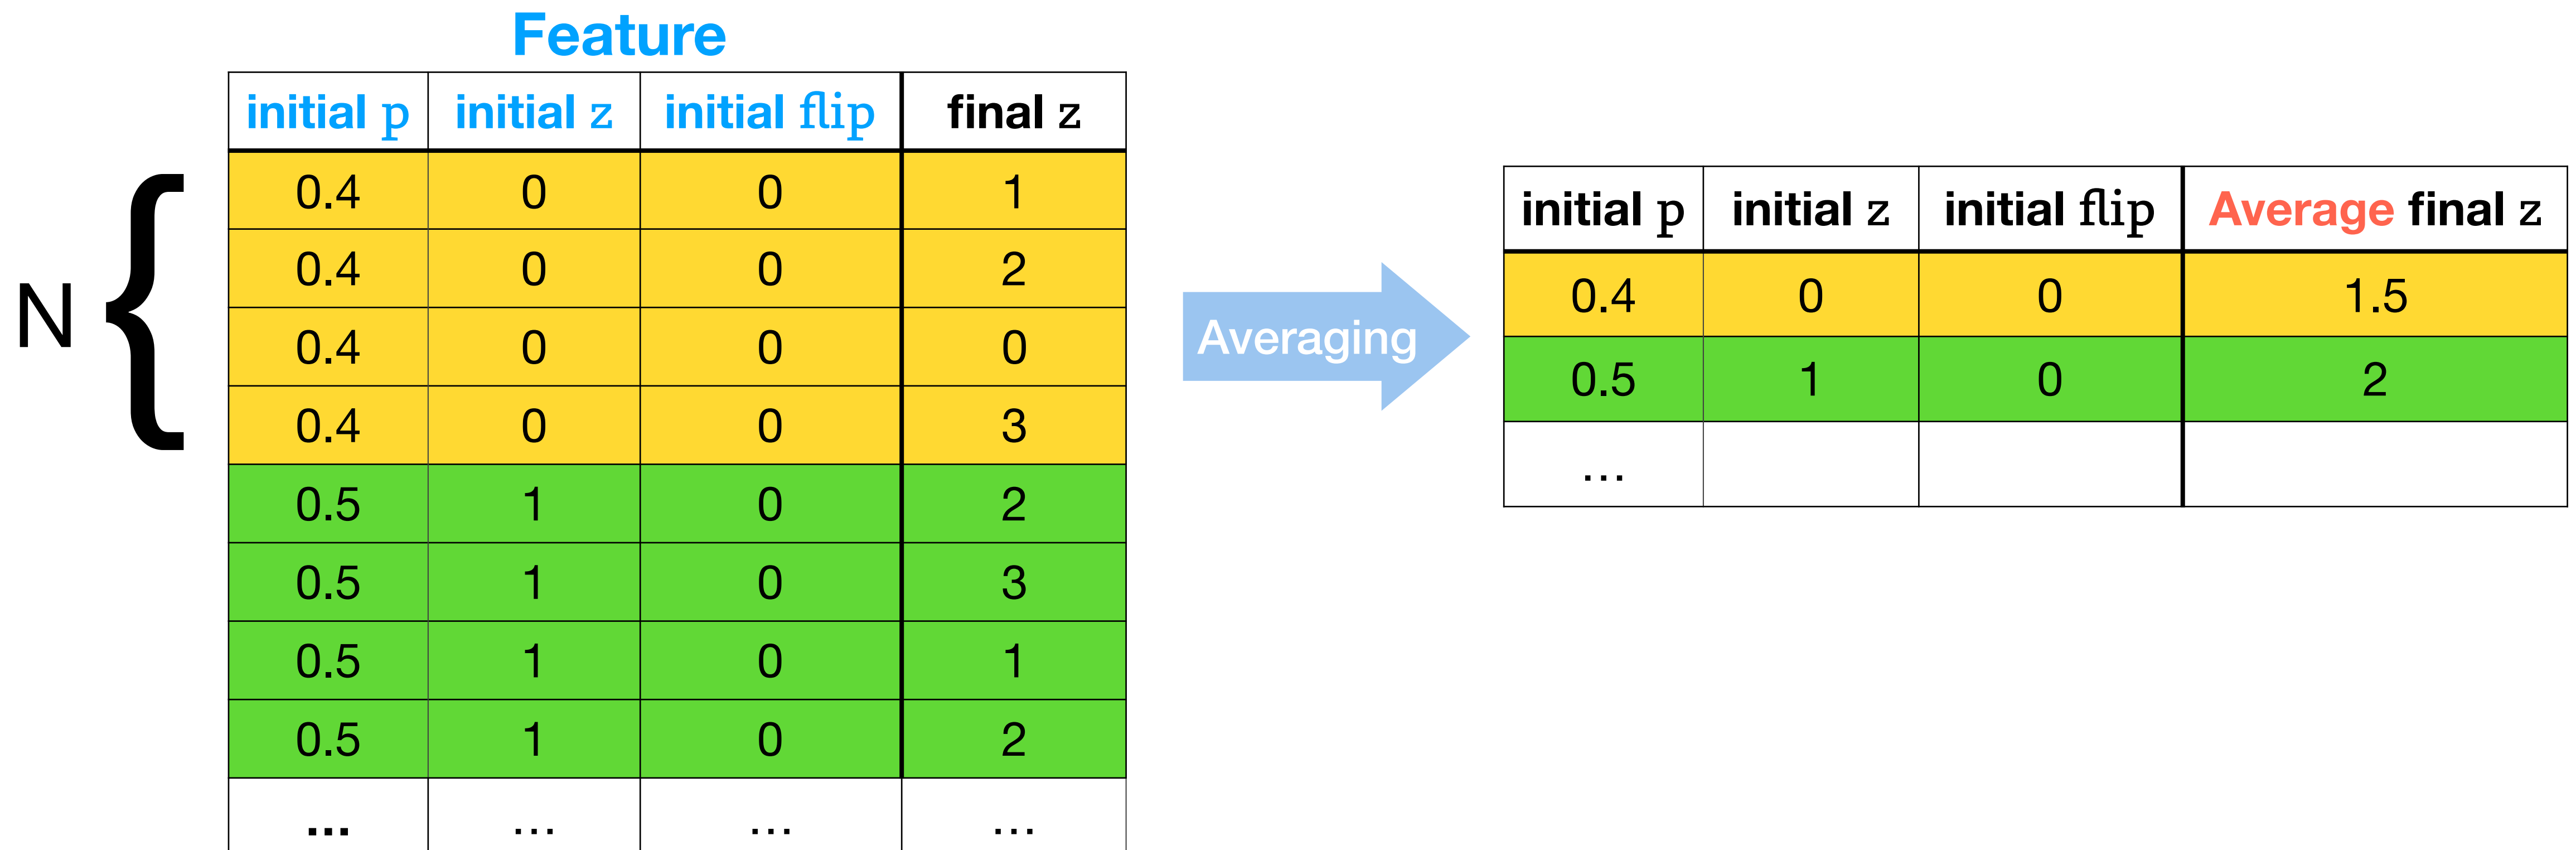 Feature
initial p initial z initial flip final z
0.4 0 0 1
0.4 0 0 2
0.4 0 0 0
0.4 0 0 3
0.5 1 0 2
0.5 1 0 3
0.5 1 0 1
0.5 1 0 2
... ... ... ...
N {
Averaging
initial p initial z initial flip Average final z
0.4 0 0 1.5
0.5 1 0 2
...